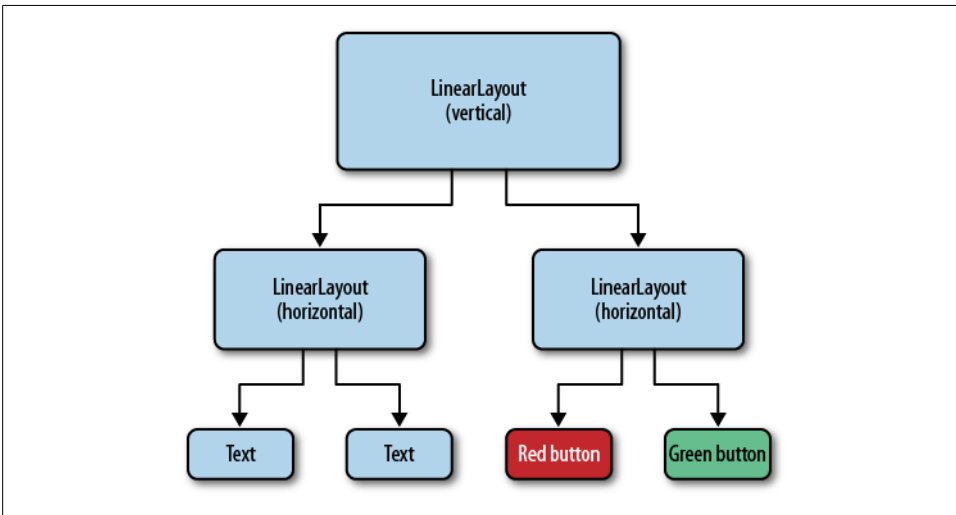 LinearLayout
(vertical)
LinearLayout
(horizontal)
LinearLayout
(horizontal)
Text
Text
Red button
Green button